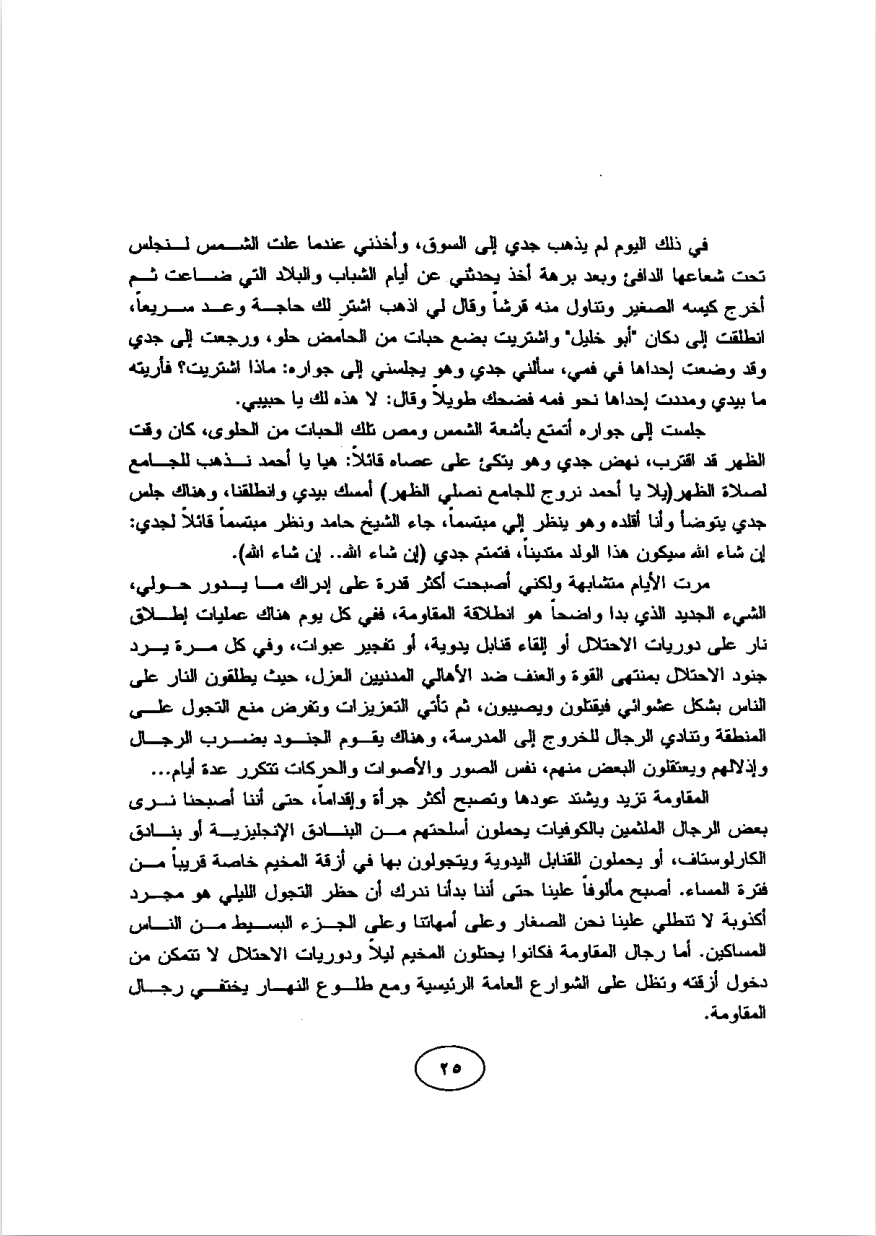 في ذلك اليوم لم يذهب جدي إلى السوق، وأخذني عندما علت الشمس لنجلس
تحت شعاعها الدافئ وبعد برهة أخذ يحدثني عن أيام الشباب والبلاد التي ضاعت ثم
أخرج كيسه الصغير وتناول منه قرشاً وقال لي اذهب اشترِ لك حاجة وعد سريعاً،
انطلقت إلى دكان "أبو خليل" واشتريت بضع حبات من الحامض حلو، ورجعت إلى جدي
وقد وضعت إحداها في فمي، سألني جدي وهو يجلسني إلى جواره: ماذا اشتريت؟ فأريته
ما بيدي ومددت إحداها نحو فمه فضحك طويلاً وقال: لا هذه لك يا حبيبي.
جلست إلى جواره أتمتع بأشعة الشمس ومص تلك الحبات من الحلوى، كان وقت
الظهر قد اقترب، نهض جدي وهو يتكئ على عصاه قائلاً: هيا يا أحمد نذهب للجامع
لصلاة الظهر(يلا يا أحمد نروح للجامع نصلي الظهر) أمسك بيدي وانطلقنا، وهناك جلس
جدي يتوضأ وأنا أقلده وهو ينظر إلي مبتسماً، جاء الشيخ حامد ونظر مبتسماً قائلاً لجدي:
إن شاء الله سيكون هذا الولد متديناً، فتمتم جدي (إن شاء الله.. إن شاء الله).
مرت الأيام متشابهة ولكني أصبحت أكثر قدرة على إدراك ما يدور حولي،
الشيء الجديد الذي بدا واضحاً هو انطلاقة المقاومة، ففي كل يوم هناك عمليات إطلاق
نار على دوريات الاحتلال أو إلقاء قنابل يدوية، أو تفجير عبوات، وفي كل مرة يرد
جنود الاحتلال بمنتهى القوة والعنف ضد الأهالي المدنيين العزل، حيث يطلقون النار على
الناس بشكل عشوائي فيقتلون ويصيبون، ثم تأتي التعزيزات وتفرض منع التجول على
المنطقة وتنادي الرجال للخروج إلى المدرسة، وهناك يقوم الجنود بضرب الرجال
وإذلالهم ويعتقلون البعض منهم، نفس الصور والأصوات والحركات تتكرر عدة أيام...
المقاومة تزيد ويشتد عودها وتصبح أكثر جرأة وإقداماً، حتى أننا أصبحنا نرى
بعض الرجال الملثمين بالكوفيات يحملون أسلحتهم من البنادق الإنجليزية أو بنادق
الكارلوستاف، أو يحملون القنابل اليدوية ويتجولون بها في أزقة المخيم خاصة قريباً من
فترة المساء. أصبح مألوفاً علينا حتى أننا بدأنا ندرك أن حظر التجول الليلي هو مجرد
أكذوبة لا تنطلي علينا نحن الصغار وعلى أمهاتنا وعلى الجزء البسيط من الناس
المساكين. أما رجال المقاومة فكانوا يحتلون المخيم ليلاً ودوريات الاحتلال لا تتمكن من
دخول أزقته وتظل على الشوارع العامة الرئيسية ومع طلوع النهار يختفي رجال
المقاومة.
٢٥